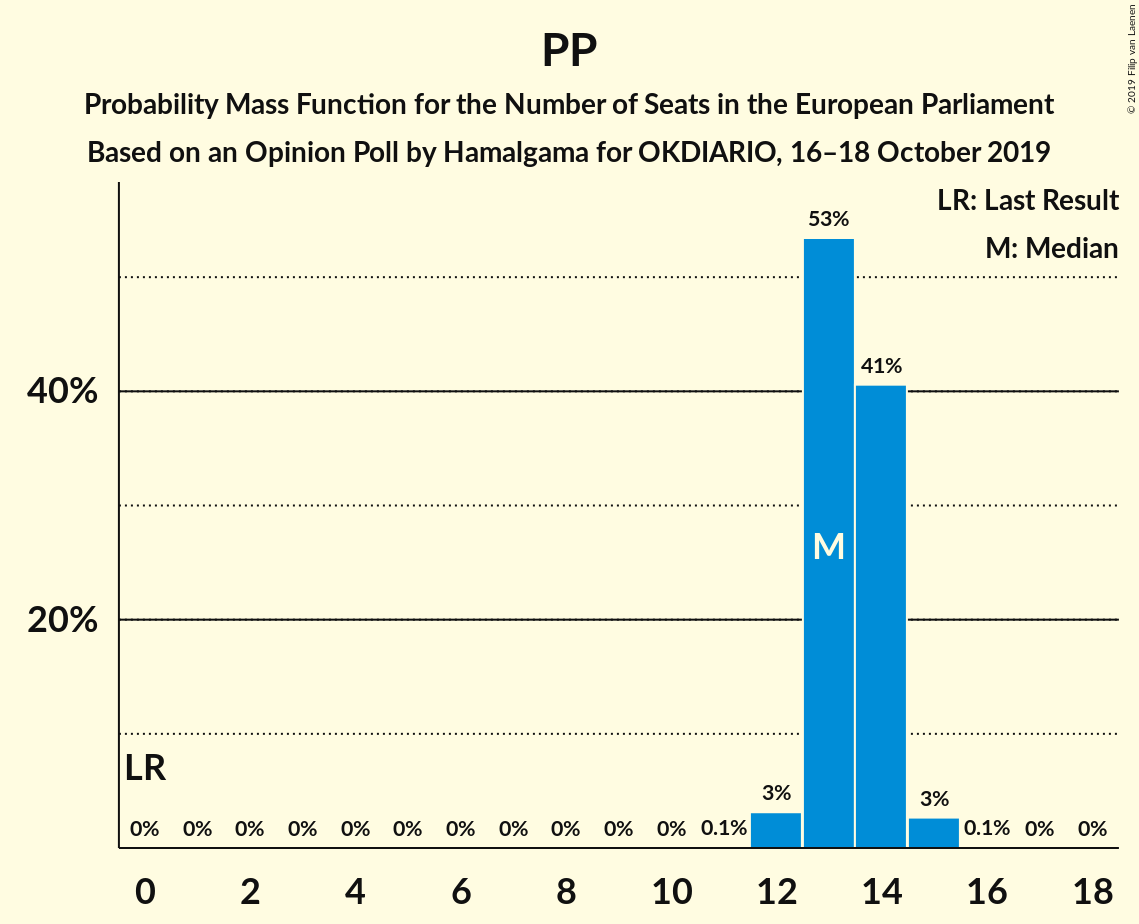 PP
Probability Mass Function for the Number of Seats in the European Parliament
Based on an Opinion Poll by Hamalgama for OKDIARIO, 16–18 October 2019
© 2019 Filip van Laenen
LR: Last Result
M: Median
53%
41%
40%
M
20%
LR
3%
3%
0% 0% 0% 0% 0% 0% 0% 0% 0% 0% 0% 0.1% 0.1% 0% 0%
0 2 4 6 8 10 12 14 16 18